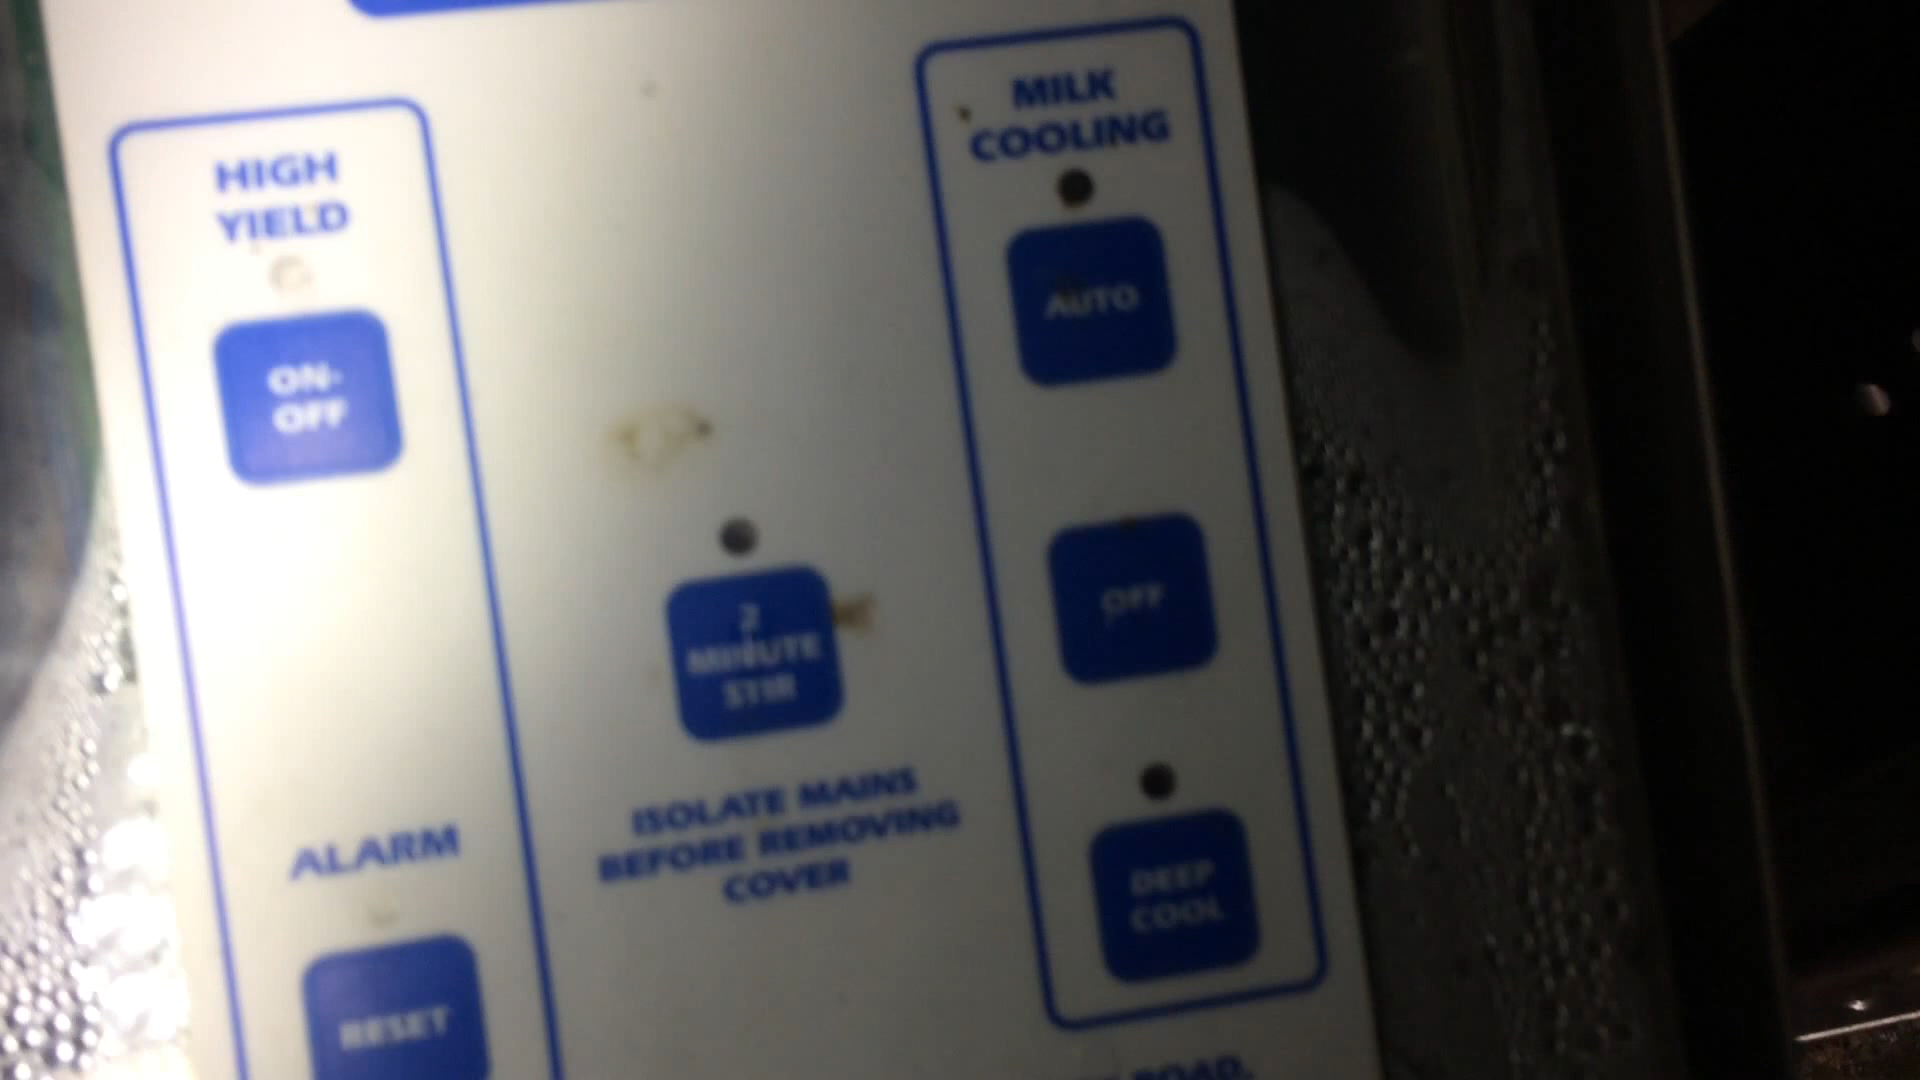 HIGH
YIELD
ON-
OFF
ALARM
RESET
2
MINUTE
STIR
ISOLATE MAINS
BEFORE REMOVING
COVER
MILK
COOLING
AUTO
OFF
DEEP
COOL
ROAD,